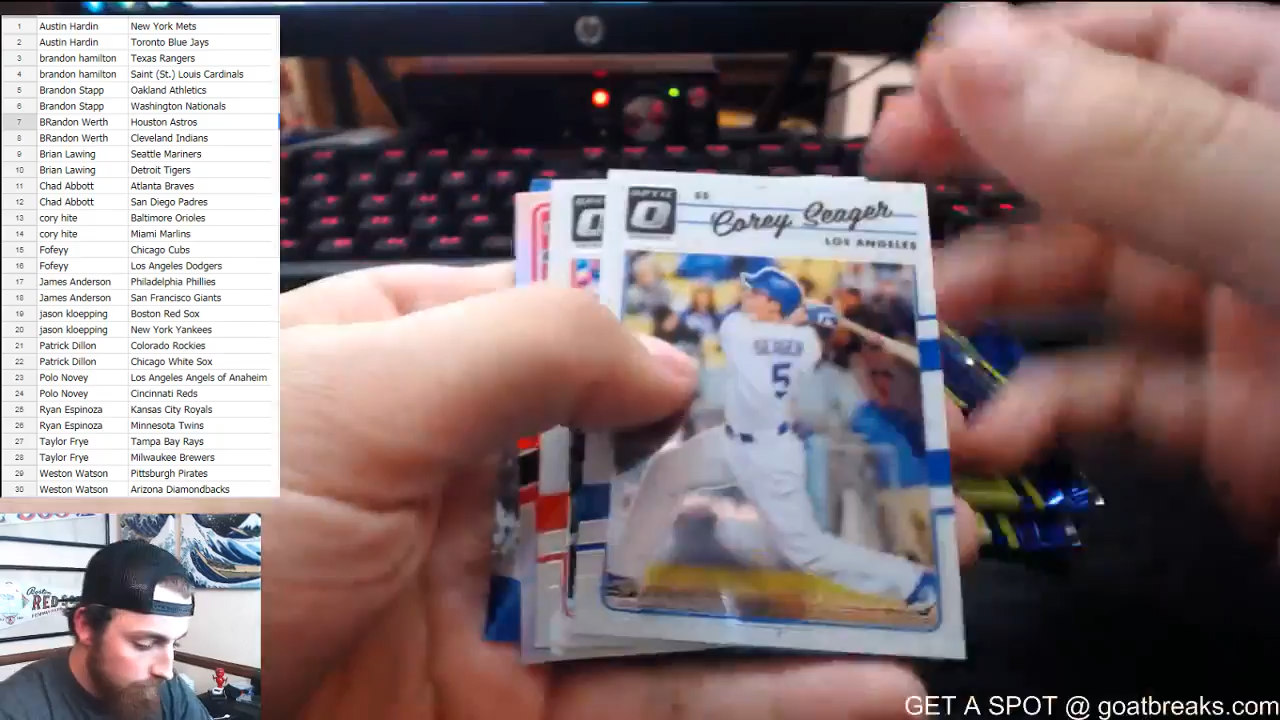 1 Austin Hardin New York Mets
2 Austin Hardin Toronto Blue Jays
3 brandon hamilton Texas Rangers
4 brandon hamilton Saint (St.) Louis Cardinals
5 Brandon Stapp Oakland Athletics
6 Brandon Stapp Washington Nationals
7 BRandon Werth Houston Astros
8 BRandon Werth Cleveland Indians
9 Brian Lawing Seattle Mariners
10 Brian Lawing Detroit Tigers
11 Chad Abbott Atlanta Braves
12 Chad Abbott San Diego Padres
13 cory hite Baltimore Orioles
14 cory hite Miami Marlins
15 Fofeyy Chicago Cubs
16 Fofeyy Los Angeles Dodgers
17 James Anderson Philadelphia Phillies
18 James Anderson San Francisco Giants
19 jason kloepping Boston Red Sox
20 jason kloepping New York Yankees
21 Patrick Dillon Colorado Rockies
22 Patrick Dillon Chicago White Sox
23 Polo Novey Los Angeles Angels of Anaheim
24 Polo Novey Cincinnati Reds
25 Ryan Espinoza Kansas City Royals
26 Ryan Espinoza Minnesota Twins
27 Taylor Frye Tampa Bay Rays
28 Taylor Frye Milwaukee Brewers
29 Weston Watson Pittsburgh Pirates
30 Weston Watson Arizona Diamondbacks
OPTIC
SS
Corey Seager
LOS ANGELES
SEAGER
5
Boston
RED
GET A SPOT @ goatbreaks.com